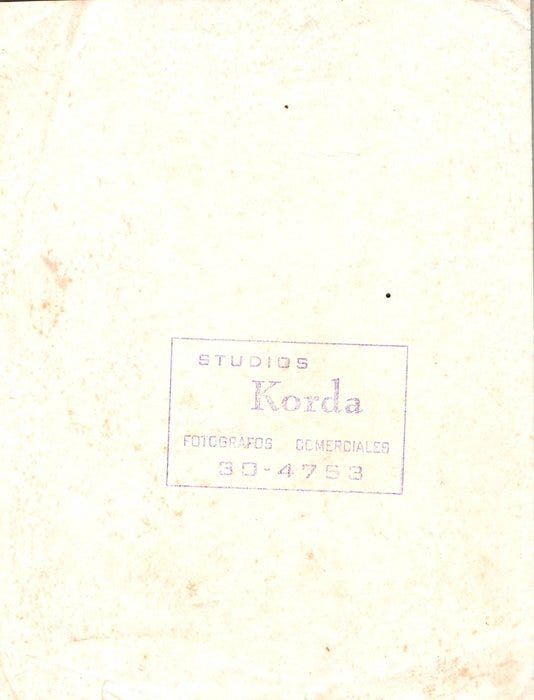 STUDIOS
Korda
FOTOGRAFOS COMERCIALES
30-4753